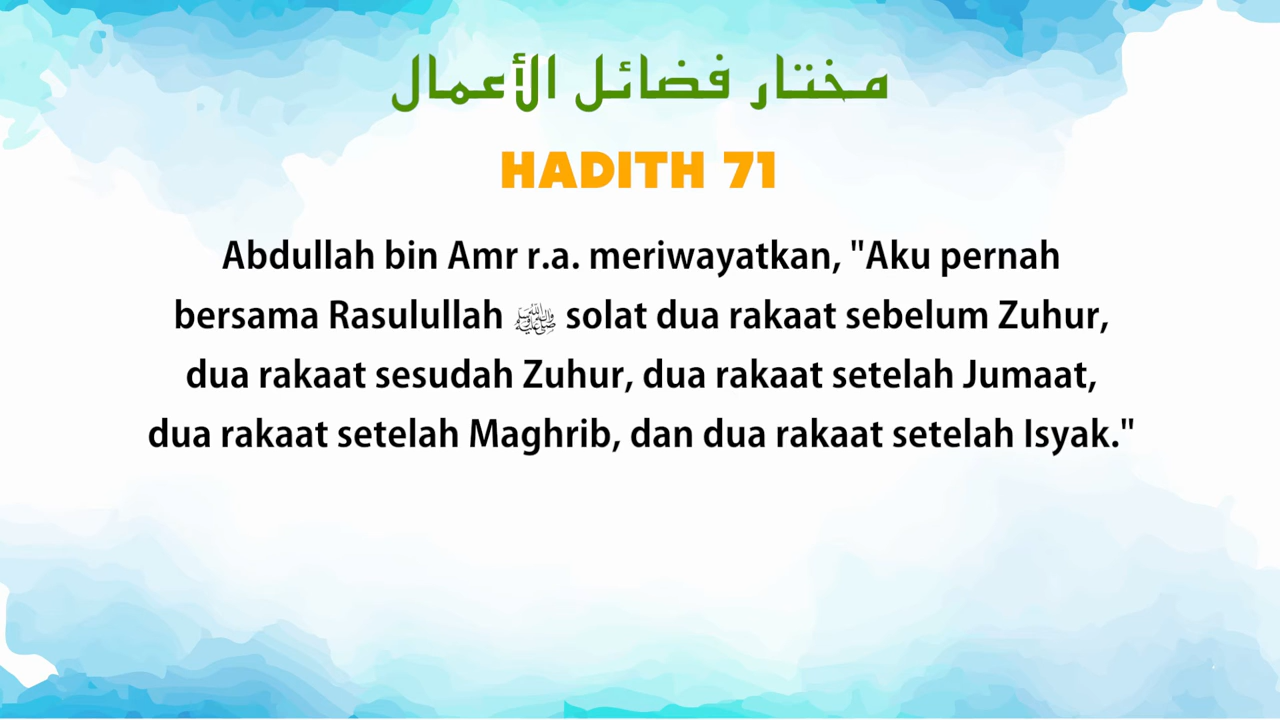 مختار فضائل الأعمال
HADITH 71
Abdullah bin Amr r.a. meriwayatkan, "Aku pernah
bersama Rasulullah ﷺ solat dua rakaat sebelum Zuhur,
dua rakaat sesudah Zuhur, dua rakaat setelah Jumaat,
dua rakaat setelah Maghrib, dan dua rakaat setelah Isyak."